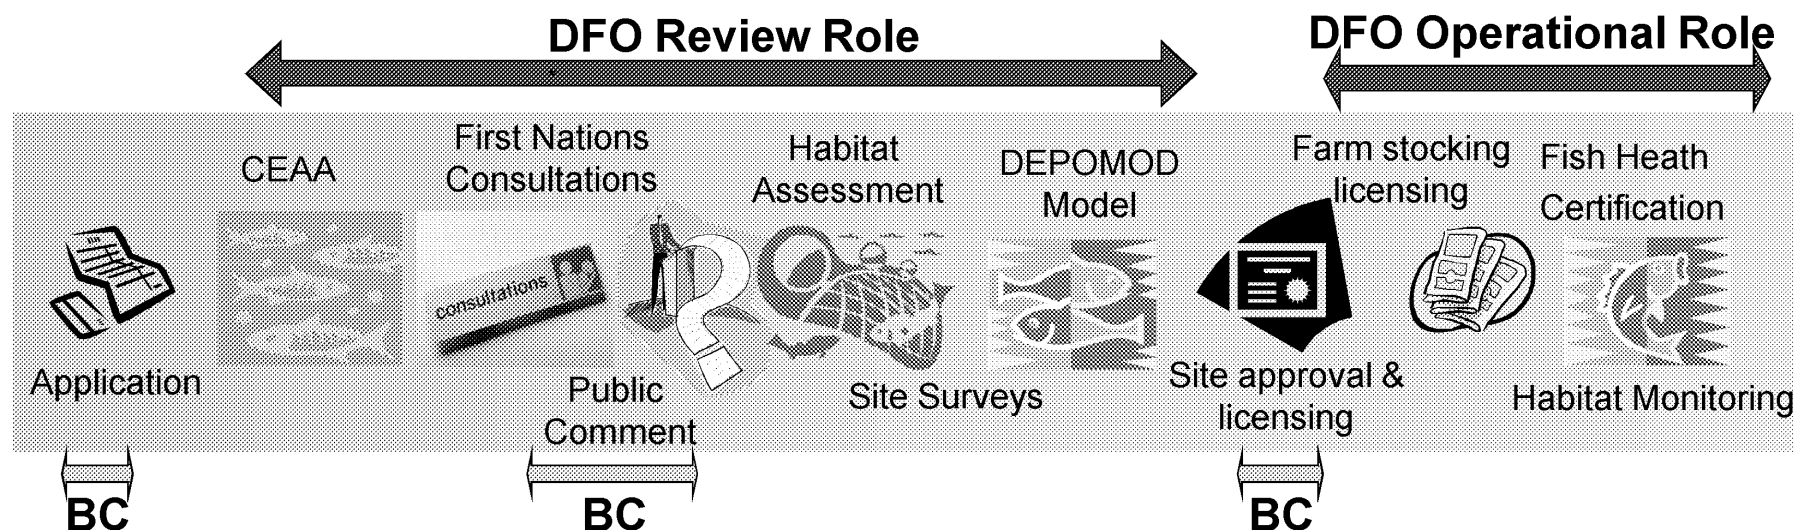 DFO Review Role
DFO Operational Role
CEAA
First Nations
Consultations
Habitat
Assessment
DEPOMOD
Model
Farm stocking
licensing
Fish Heath
Certification
consultations
Application
Public
Comment
Site Surveys
Site approval &
licensing
Habitat Monitoring
BC
BC
BC